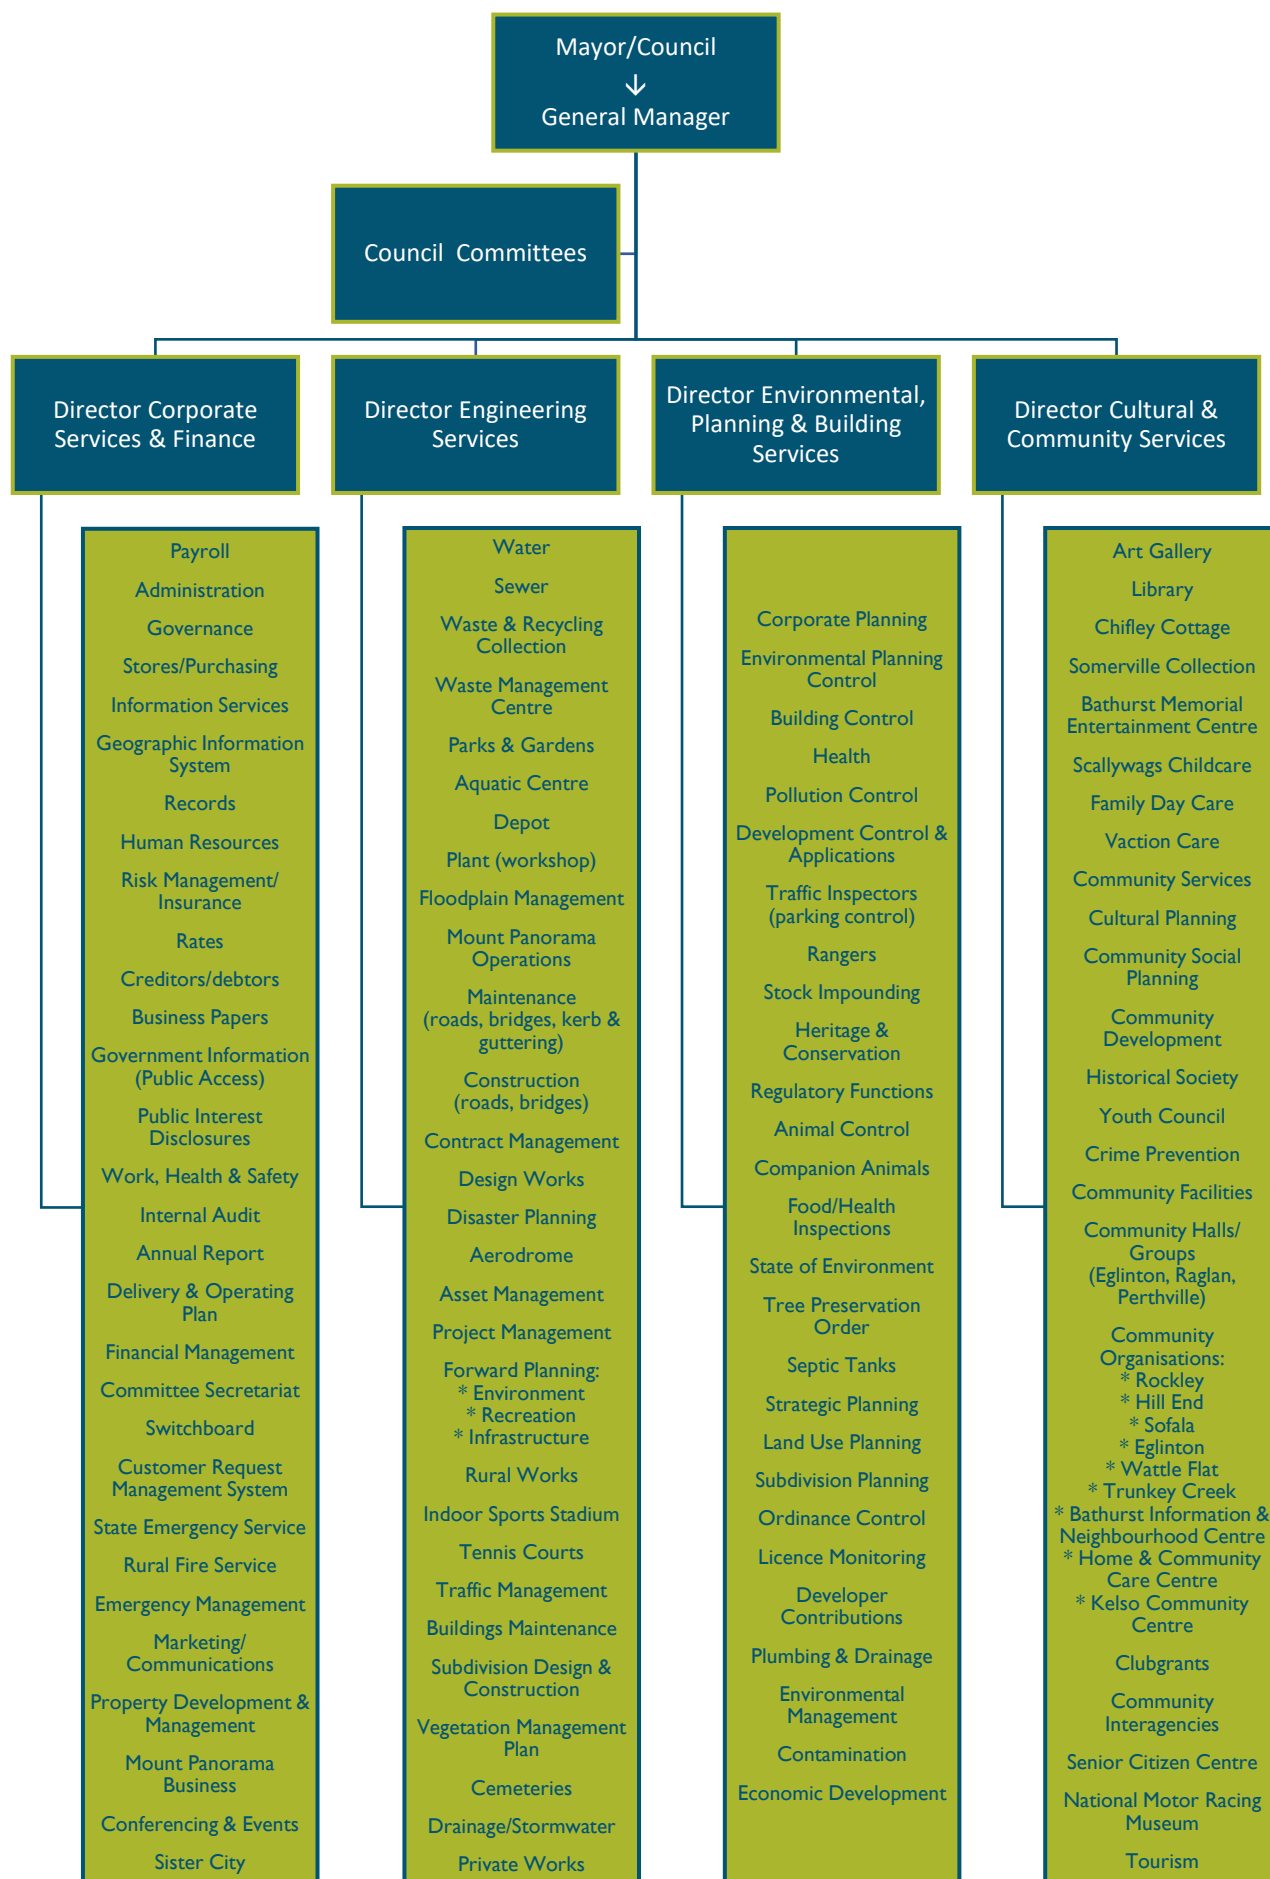 Mayor/Council
↓
General Manager
Council Committees
Director Corporate
Services & Finance
Director Engineering
Services
Director Environmental,
Planning & Building
Services
Director Cultural &
Community Services
Payroll
Administration
Governance
Stores/Purchasing
Information Services
Geographic Information
System
Records
Human Resources
Risk Management/
Insurance
Rates
Creditors/debtors
Business Papers
Government Information
(Public Access)
Public Interest
Disclosures
Work, Health & Safety
Internal Audit
Annual Report
Delivery & Operating
Plan
Financial Management
Committee Secretariat
Switchboard
Customer Request
Management System
State Emergency Service
Rural Fire Service
Emergency Management
Marketing/
Communications
Property Development &
Management
Mount Panorama
Business
Conferencing & Events
Sister City
Water
Sewer
Waste & Recycling
Collection
Waste Management
Centre
Parks & Gardens
Aquatic Centre
Depot
Plant (workshop)
Floodplain Management
Mount Panorama
Operations
Maintenance
(roads, bridges, kerb &
guttering)
Construction
(roads, bridges)
Contract Management
Design Works
Disaster Planning
Aerodrome
Asset Management
Project Management
Forward Planning:
* Environment
* Recreation
* Infrastructure
Rural Works
Indoor Sports Stadium
Tennis Courts
Traffic Management
Buildings Maintenance
Subdivision Design &
Construction
Vegetation Management
Plan
Cemeteries
Drainage/Stormwater
Private Works
Corporate Planning
Environmental Planning
Control
Building Control
Health
Pollution Control
Development Control &
Applications
Traffic Inspectors
(parking control)
Rangers
Stock Impounding
Heritage &
Conservation
Regulatory Functions
Animal Control
Companion Animals
Food/Health
Inspections
State of Environment
Tree Preservation
Order
Septic Tanks
Strategic Planning
Land Use Planning
Subdivision Planning
Ordinance Control
Licence Monitoring
Developer
Contributions
Plumbing & Drainage
Environmental
Management
Contamination
Economic Development
Art Gallery
Library
Chifley Cottage
Somerville Collection
Bathurst Memorial
Entertainment Centre
Scallywags Childcare
Family Day Care
Vaction Care
Community Services
Cultural Planning
Community Social
Planning
Community
Development
Historical Society
Youth Council
Crime Prevention
Community Facilities
Community Halls/
Groups
(Eglinton, Raglan,
Perthville)
Community
Organisations:
* Rockley
* Hill End
* Sofala
* Eglinton
* Wattle Flat
* Trunkey Creek
* Bathurst Information &
Neighbourhood Centre
* Home & Community
Care Centre
* Kelso Community
Centre
Clubgrants
Community
Interagencies
Senior Citizen Centre
National Motor Racing
Museum
Tourism